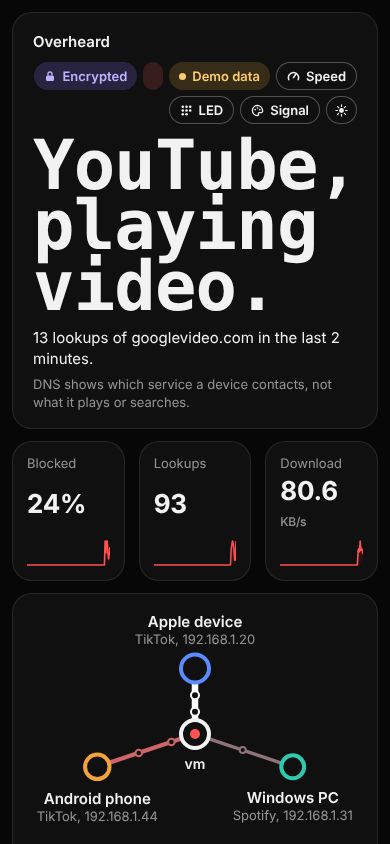 Overheard
Encrypted
Demo data
Speed
LED
Signal
YouTube,
playing
video.
13 lookups of googlevideo.com in the last 2
minutes.
DNS shows which service a device contacts, not
what it plays or searches.
Blocked
24%
Lookups
93
Download
80.6
KB/s
Apple device
TikTok, 192.168.1.20
vm
Android phone
TikTok, 192.168.1.44
Windows PC
Spotify, 192.168.1.31